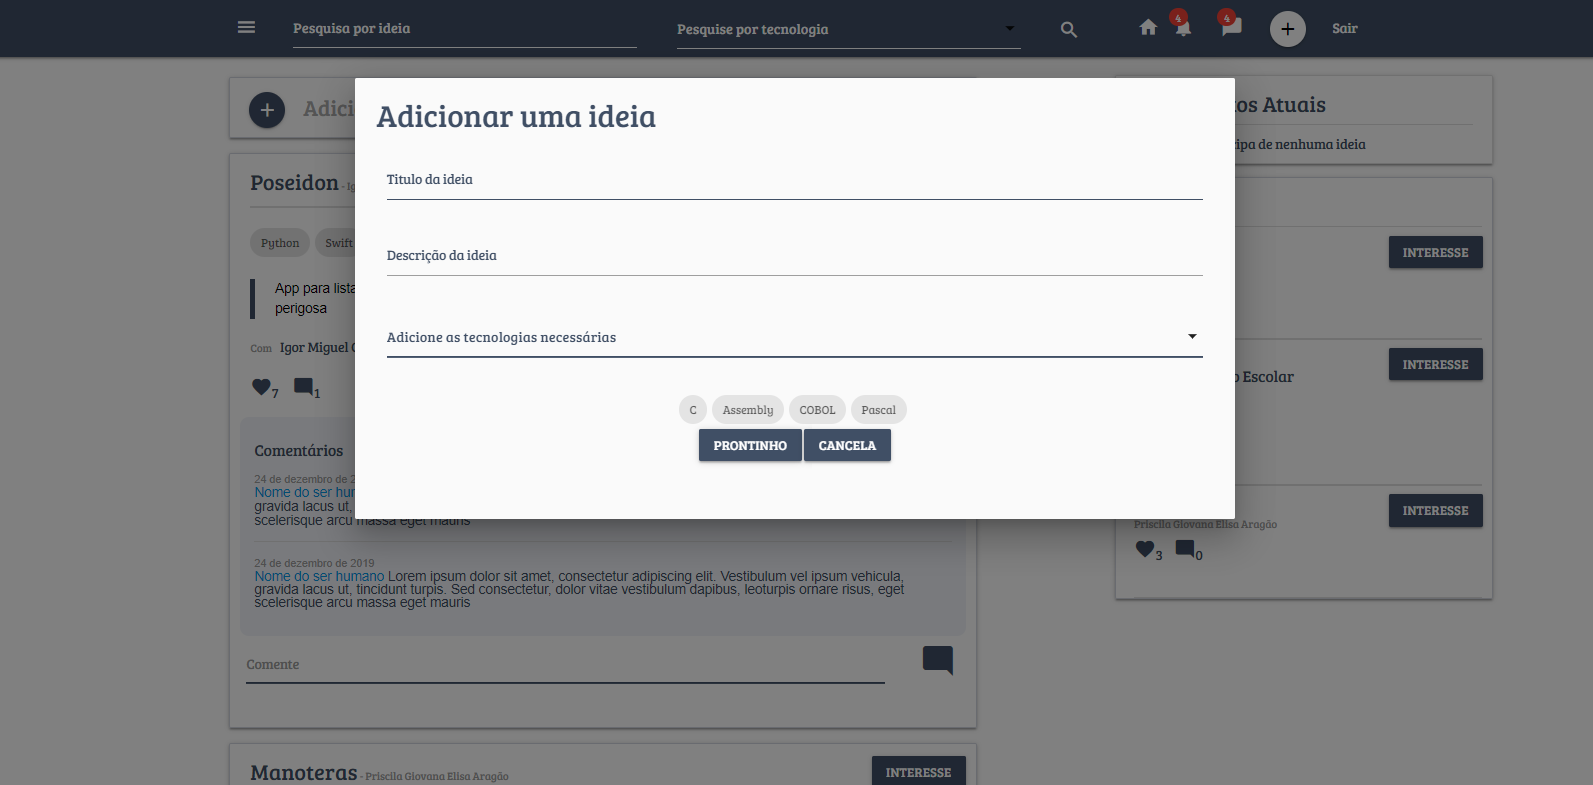 Pesquisa por ideia
Pesquise por tecnologia
4
4
Sair
Adicionar uma ideia
Titulo da ideia
Descrição da ideia
Adicione as tecnologias necessárias
C Assembly COBOL Pascal
PRONTINHO CANCELA
Poseidon
Python Swift
App para lista
perigosa
Com Igor Miguel
7 1
Comentários
24 de dezembro de 2
Nome do ser hu
gravida lacus ut,
scelerisque arcu massa eget mauris
24 de dezembro de 2019
Nome do ser humano Lorem ipsum dolor sit amet, consectetur adipiscing elit. Vestibulum vel ipsum vehicula,
gravida lacus ut, tincidunt turpis. Sed consectetur, dolor vitae vestibulum dapibus, leoturpis ornare risus, eget
scelerisque arcu massa eget mauris
Comente
Manoteras - Priscila Giovana Elisa Aragão
INTERESSE
os Atuais
ipa de nenhuma ideia
INTERESSE
INTERESSE
Escolar
INTERESSE
Priscila Giovana Elisa Aragão
3 0